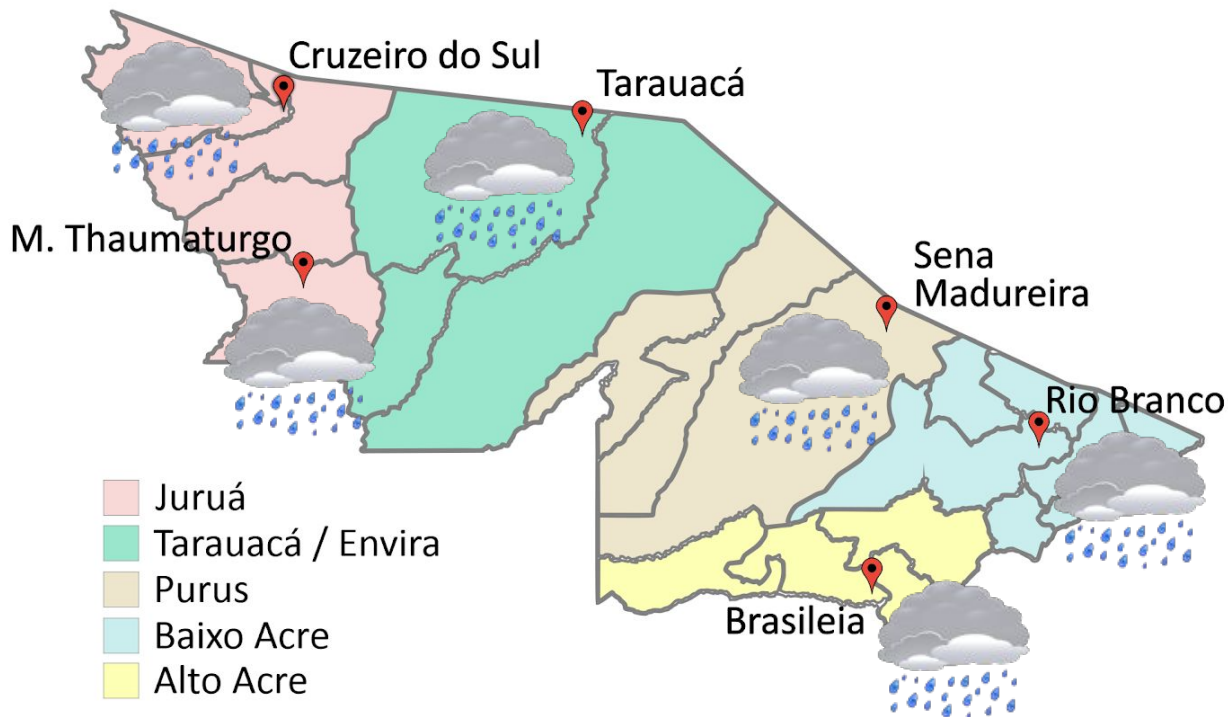 Cruzeiro do Sul
Tarauacá
M. Thaumaturgo
Sena
Madureira
Rio Branco
Brasileia
Juruá
Tarauacá / Envira
Purus
Baixo Acre
Alto Acre